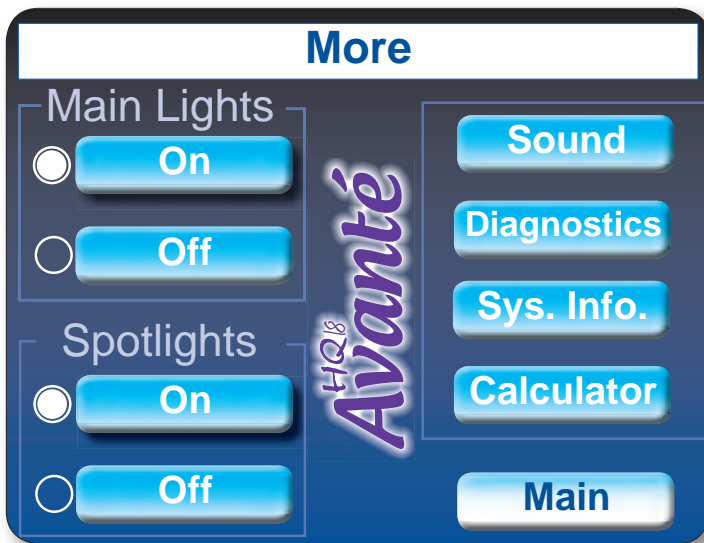 More
Main Lights
On
Off
Spotlights
On
Off
HQ18
Avanté
Sound
Diagnostics
Sys. Info.
Calculator
Main